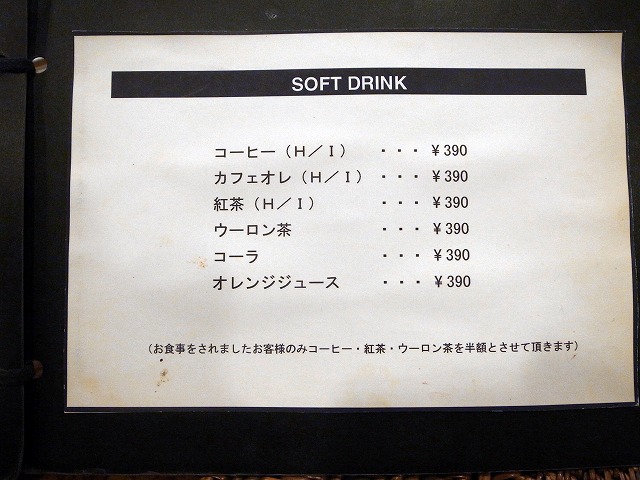 SOFT DRINK
コーヒー（Ｈ／Ｉ） ・・・ ¥390
カフェオレ（Ｈ／Ｉ） ・・・ ¥390
紅茶（Ｈ／Ｉ） ・・・ ¥390
ウーロン茶 ・・・ ¥390
コーラ ・・・ ¥390
オレンジジュース ・・・ ¥390
（お食事をされましたお客様のみコーヒー・紅茶・ウーロン茶を半額とさせて頂きます）